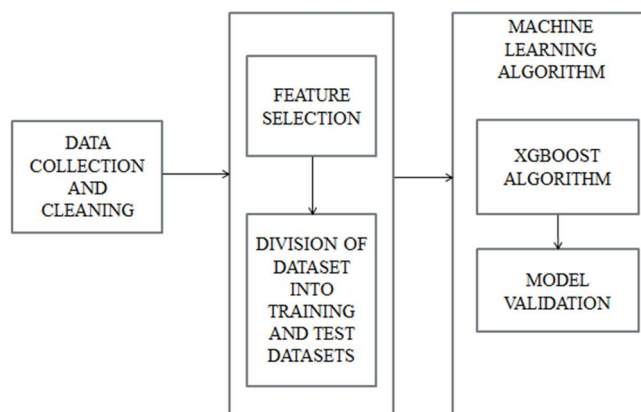 DATA
COLLECTION
AND
CLEANING
FEATURE
SELECTION
DIVISION OF
DATASET
INTO
TRAINING
AND TEST
DATASETS
MACHINE
LEARNING
ALGORITHM
XGBOOST
ALGORITHM
MODEL
VALIDATION